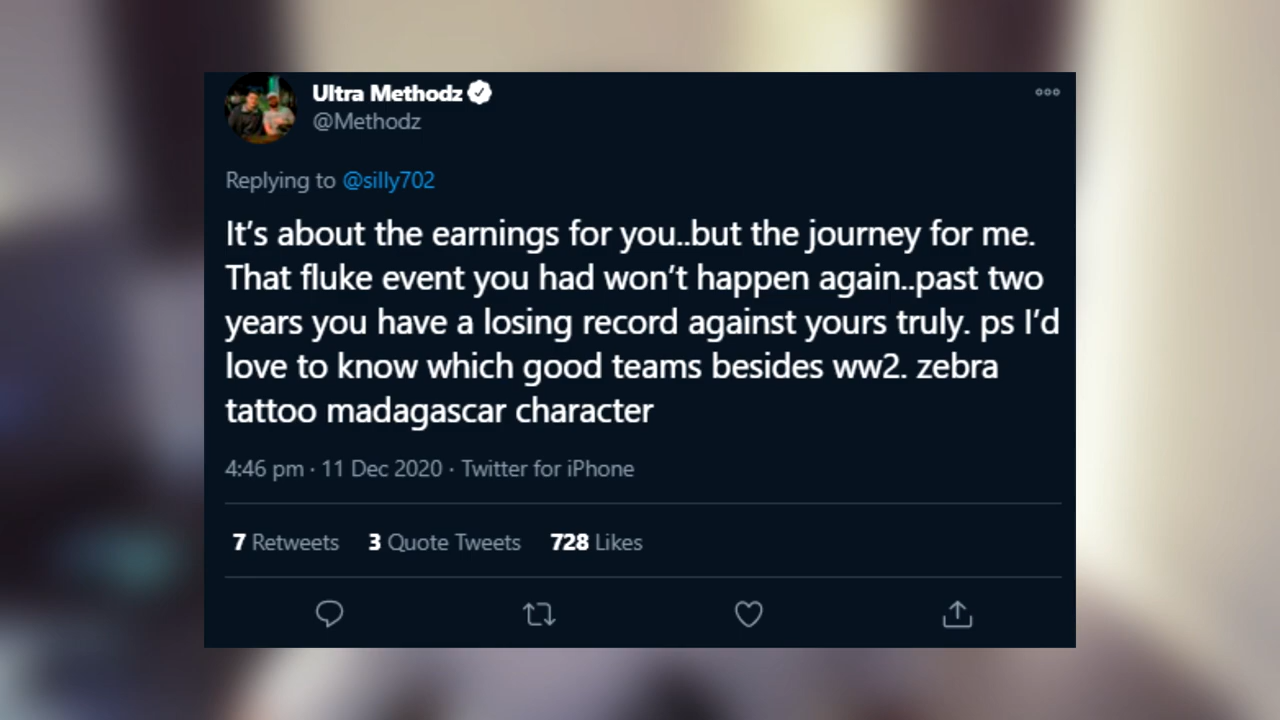 Ultra Methodz
@Methodz
Replying to @silly702
It’s about the earnings for you..but the journey for me.
That fluke event you had won’t happen again..past two
years you have a losing record against yours truly. ps I’d
love to know which good teams besides ww2. zebra
tattoo madagascar character
4:46 pm · 11 Dec 2020 · Twitter for iPhone
7 Retweets 3 Quote Tweets 728 Likes